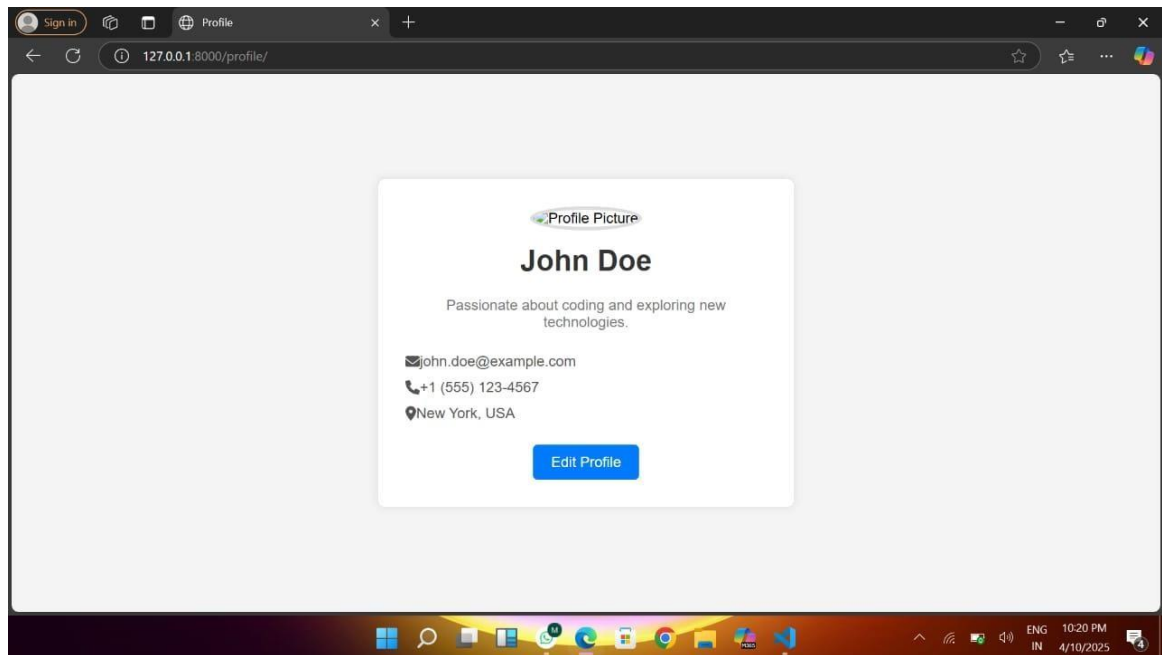 Sign in
Profile
127.0.0.1:8000/profile/
Profile Picture
John Doe
Passionate about coding and exploring new
technologies.
john.doe@example.com
+1 (555) 123-4567
New York, USA
Edit Profile
M
M365
ENG
IN
10:20 PM
4/10/2025
4